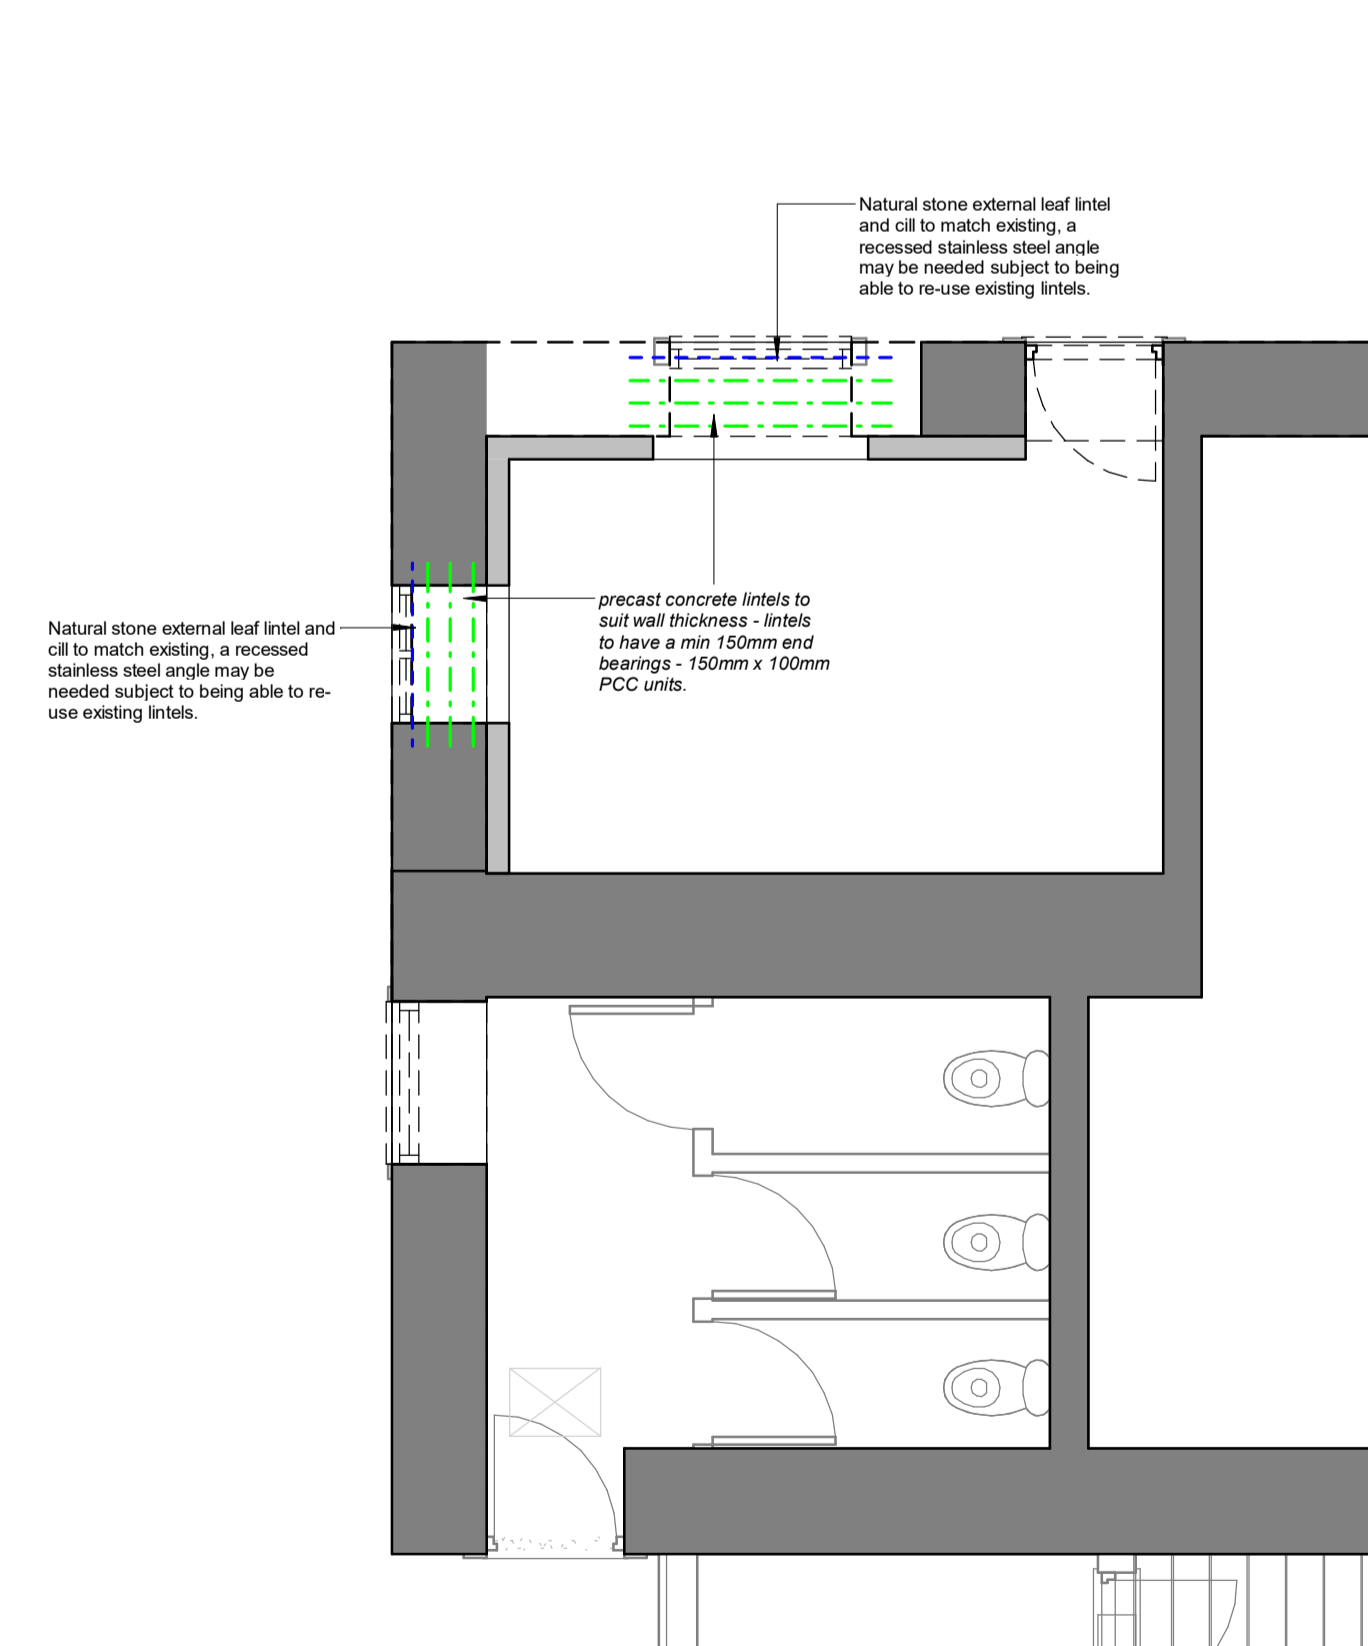 Natural stone external leaf lintel
and cill to match existing, a
recessed stainless steel angle
may be needed subject to being
able to re-use existing lintels.
precast concrete lintels to
suit wall thickness - lintels
to have a min 150mm end
bearings - 150mm x 100mm
PCC units.
Natural stone external leaf lintel and
cill to match existing, a recessed
stainless steel angle may be
needed subject to being able to re-
use existing lintels.